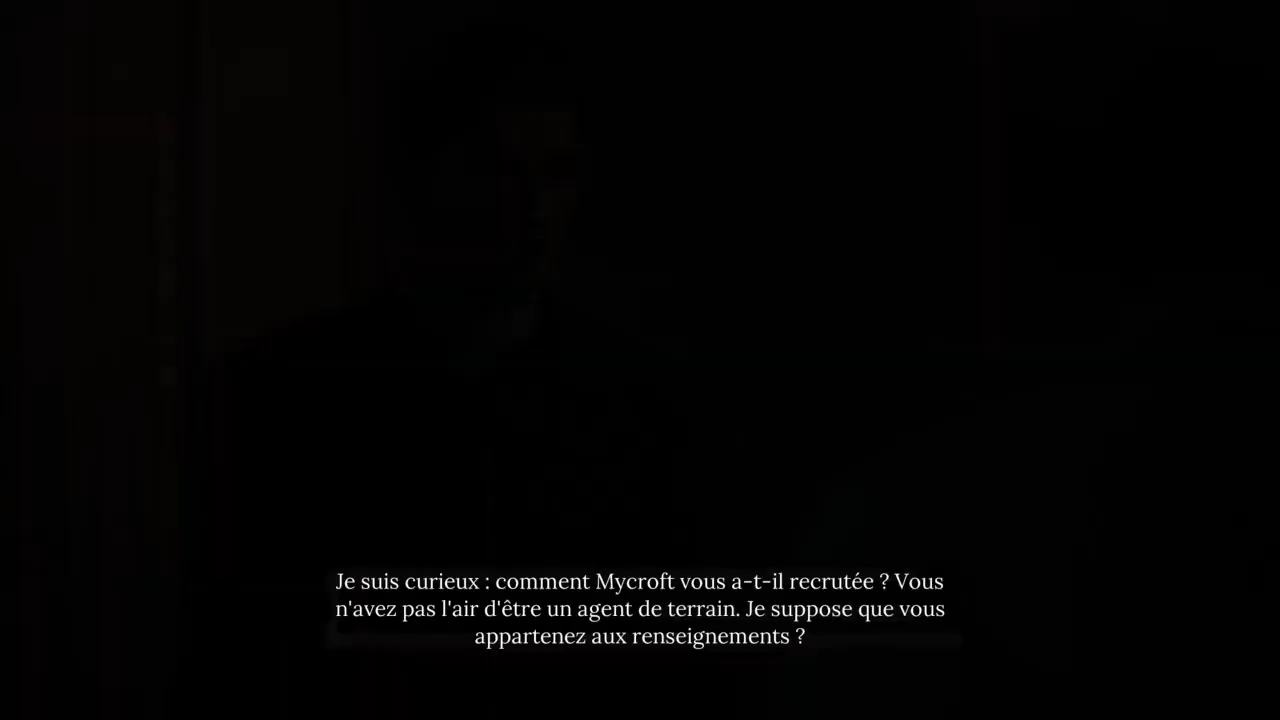 Je suis curieux : comment Mycroft vous a-t-il recrutée ? Vous
n'avez pas l'air d'être un agent de terrain. Je suppose que vous
appartenez aux renseignements ?